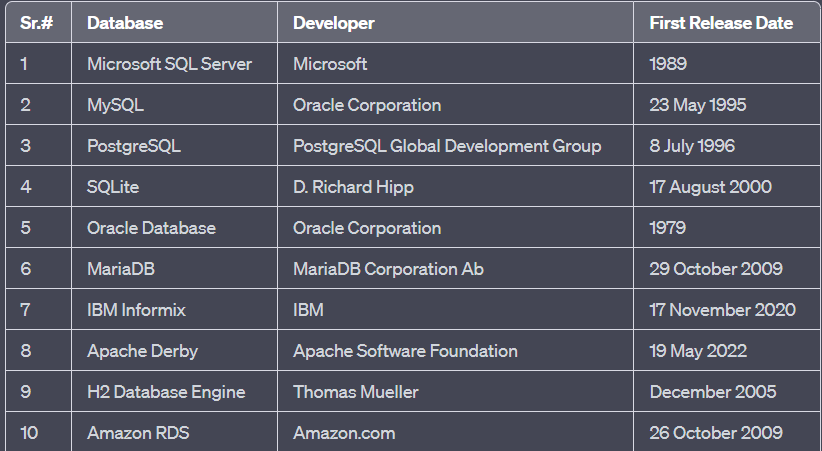 Sr.# Database Developer First Release Date
1 Microsoft SQL Server Microsoft 1989
2 MySQL Oracle Corporation 23 May 1995
3 PostgreSQL PostgreSQL Global Development Group 8 July 1996
4 SQLite D. Richard Hipp 17 August 2000
5 Oracle Database Oracle Corporation 1979
6 MariaDB MariaDB Corporation Ab 29 October 2009
7 IBM Informix IBM 17 November 2020
8 Apache Derby Apache Software Foundation 19 May 2022
9 H2 Database Engine Thomas Mueller December 2005
10 Amazon RDS Amazon.com 26 October 2009